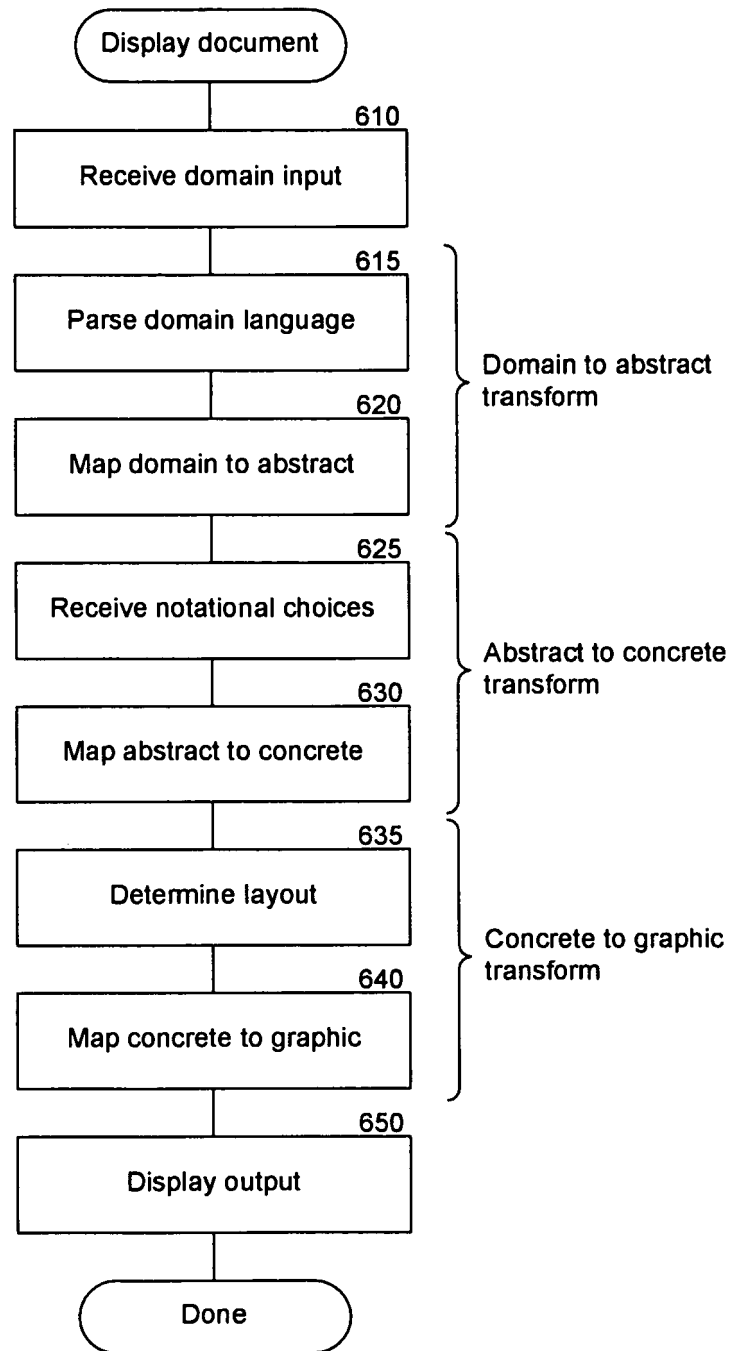 Display document
610
Receive domain input
615
Parse domain language
Domain to abstract
transform
620
Map domain to abstract
625
Receive notational choices
Abstract to concrete
transform
630
Map abstract to concrete
635
Determine layout
Concrete to graphic
transform
640
Map concrete to graphic
650
Display output
Done